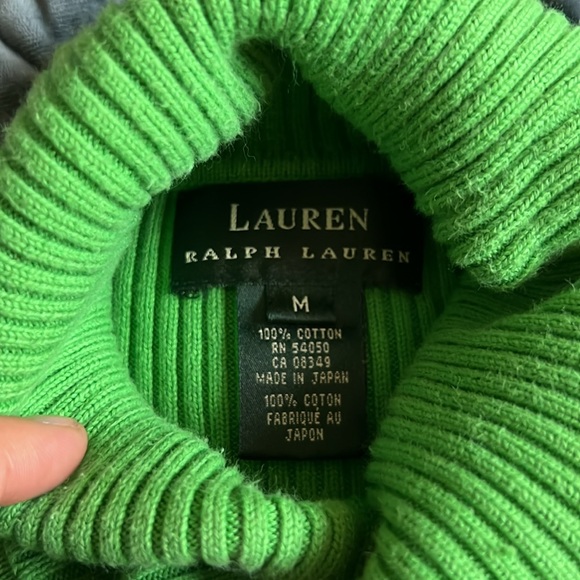 LAUREN
RALPH LAUREN
M
100% COTTON
RN 54050
CA 08349
MADE IN JAPAN
100% COTON
FABRIQUÉ AU
JAPON